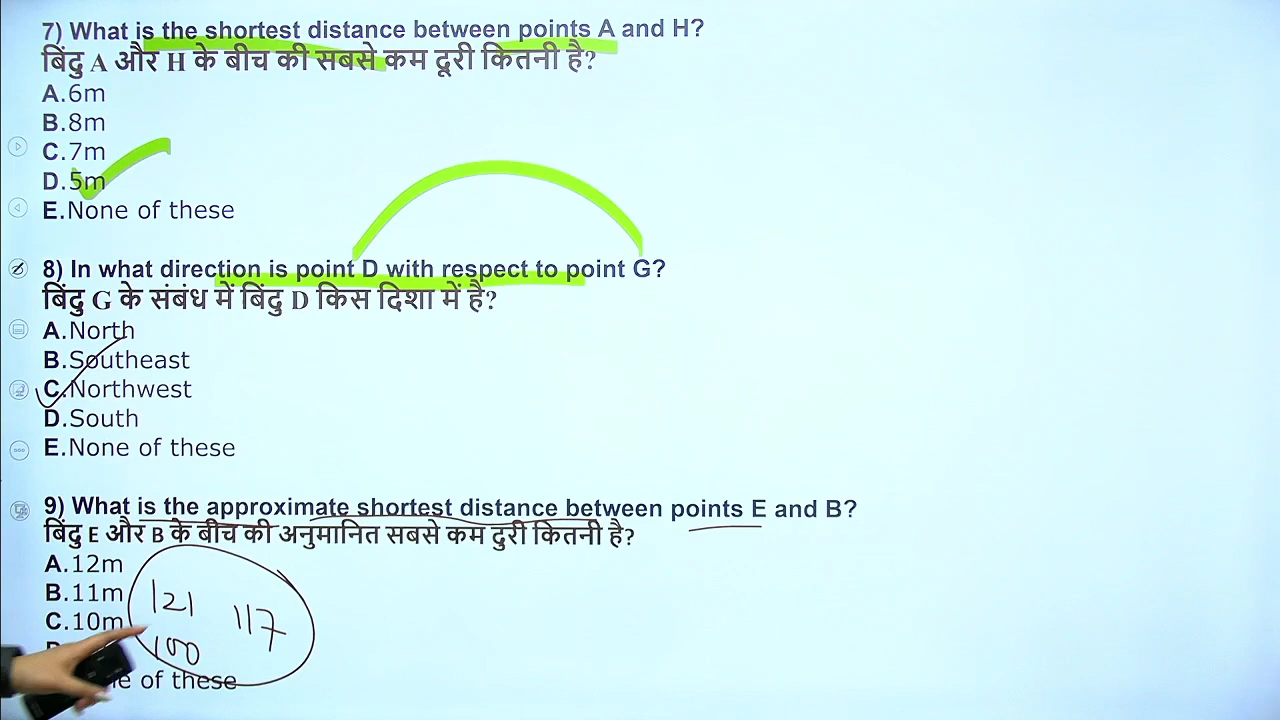 7) What is the shortest distance between points A and H?
बिंदु A और H के बीच की सबसे कम दूरी कितनी है?
A.6m
B.8m
C.7m
D.5m
E.None of these
8) In what direction is point D with respect to point G?
बिंदु G के संबंध में बिंदु D किस दिशा में है?
A.North
B.Southeast
C.Northwest
D.South
E.None of these
9) What is the approximate shortest distance between points E and B?
बिंदु E और B के बीच की अनुमानित सबसे कम दुरी कितनी है?
A.12m
B.11m
C.10m
121
117
100
of these